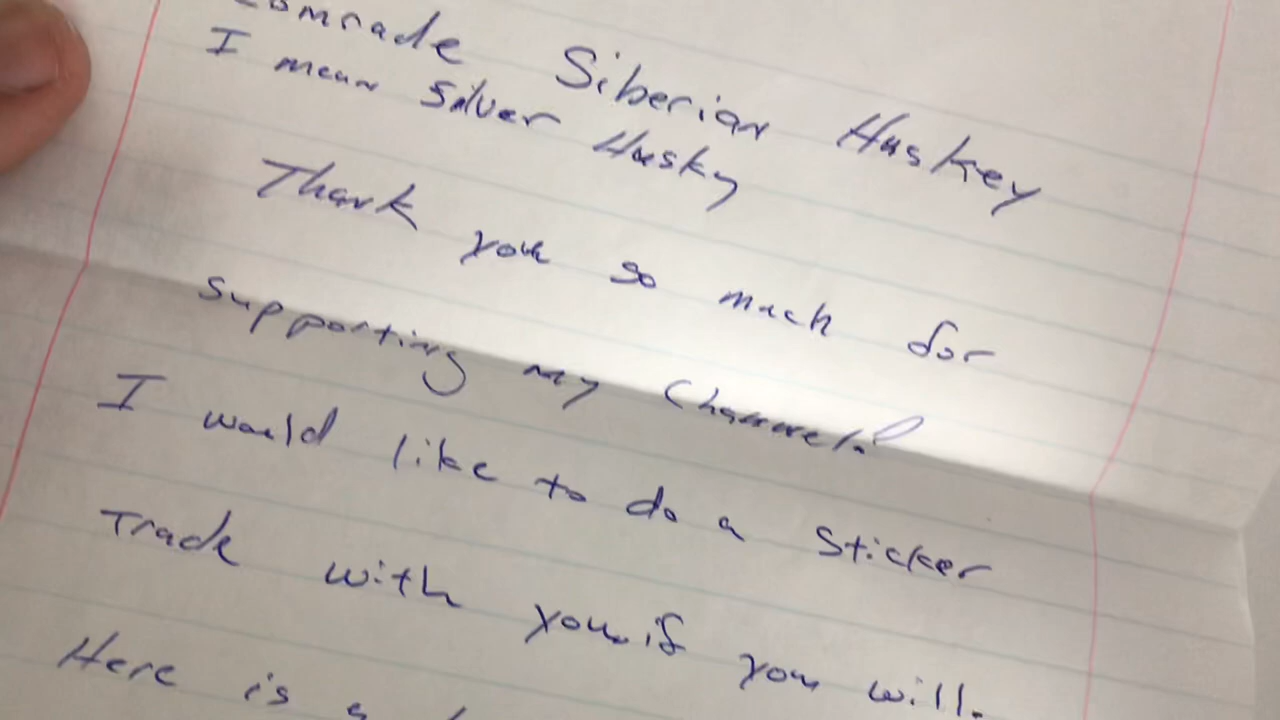 Comrade Siberian Huskey
I mean Silver Husky
Thank you so much for
supporting my Channel!
I would like to do a Sticker
Trade with you. if you will.
Here is a